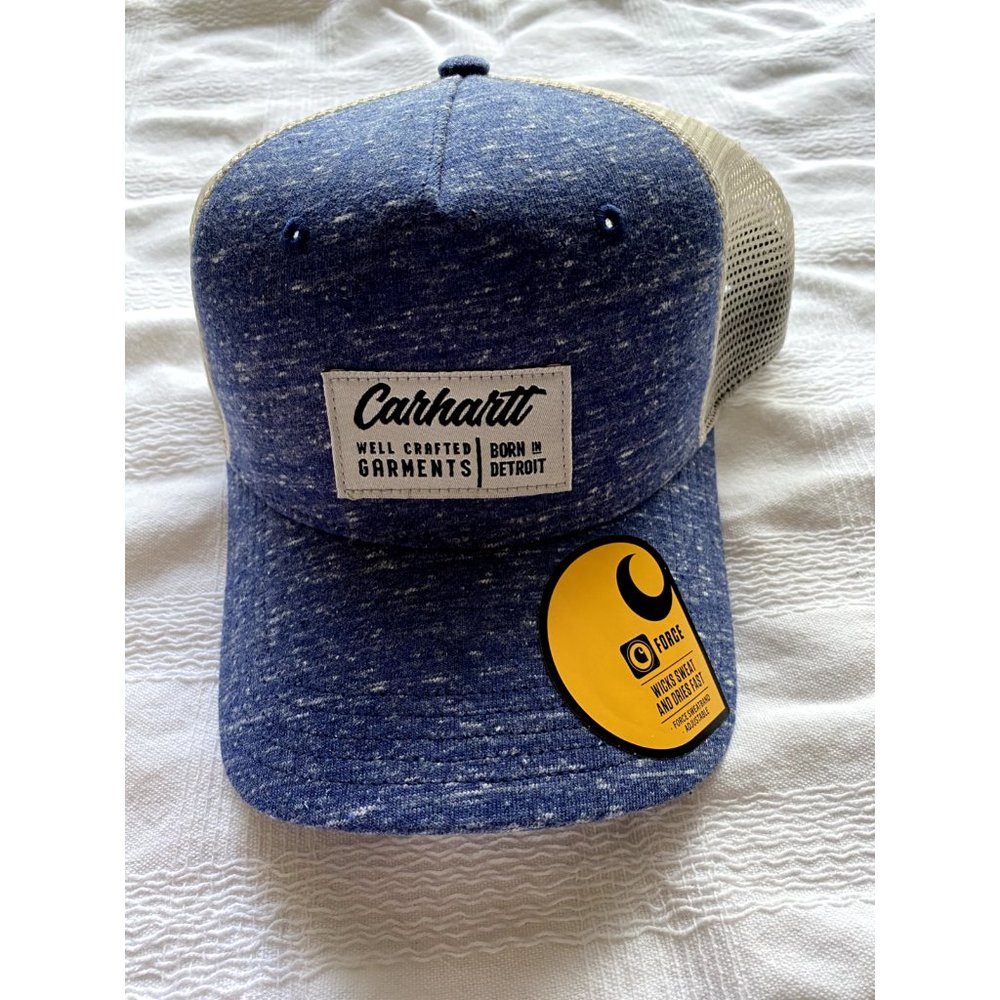 Carhartt
WELL CRAFTED
GARMENTS
BORN IN
DETROIT
FORCE
WICKS SWEAT
AND DRIES FAST
· FORCE SWEATBAND
· ADJUSTABLE